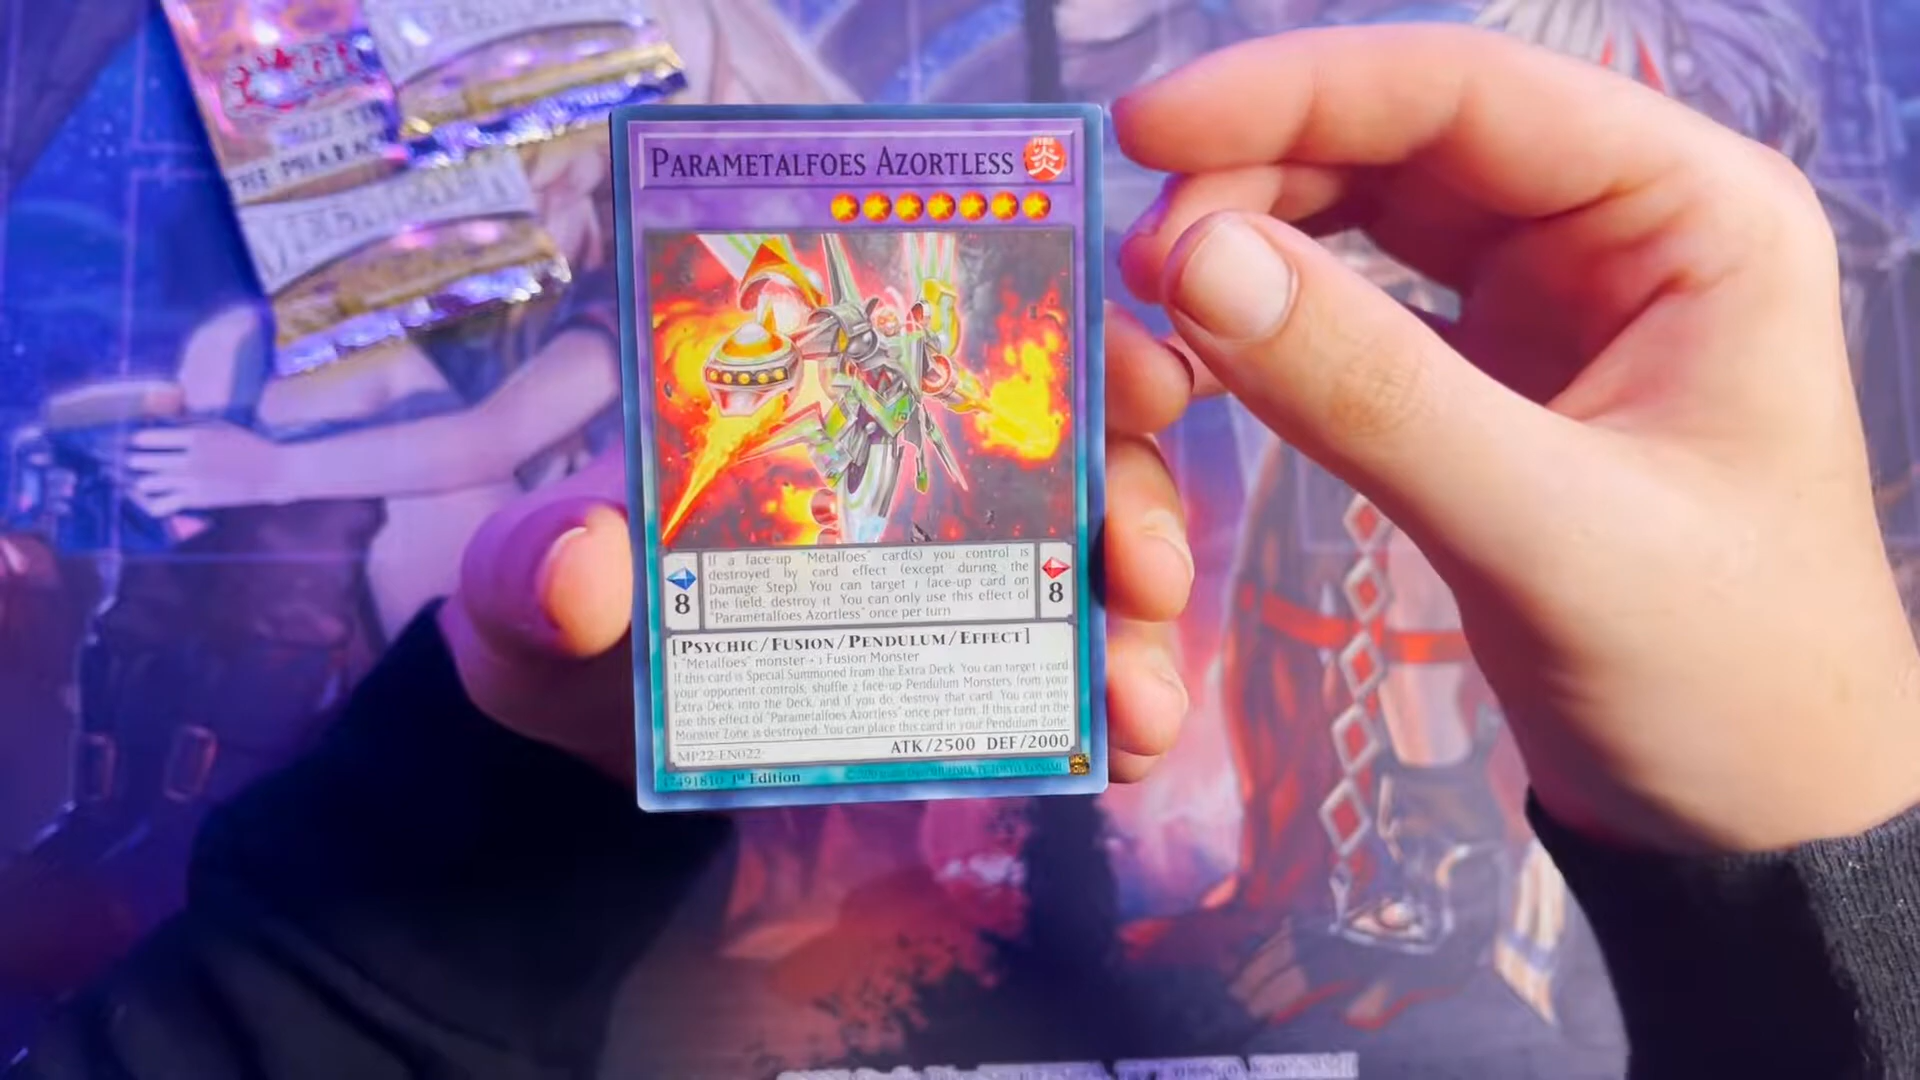 2022 T
THE PHARA
PARAMETALFOES AZORTLESS
FIRE
炎
If a face-up "Metalfoes" card(s) you control is
destroyed by card effect (except during the
Damage Step): You can target 1 face-up card on
the field; destroy it. You can only use this effect of
"Parametalfoes Azortless" once per turn.
8
8
[PSYCHIC/FUSION/PENDULUM/EFFECT]
1 "Metalfoes" monster + 1 Fusion Monster
If this card is Special Summoned from the Extra Deck: You can target 1 card
your opponent controls; shuffle 2 face-up Pendulum Monsters from your
Extra Deck into the Deck, and if you do, destroy that card. You can only
use this effect of "Parametalfoes Azortless" once per turn. If this card in the
Monster Zone is destroyed: You can place this card in your Pendulum Zone.
MP22-EN022
ATK/2500 DEF/2000
1st Edition